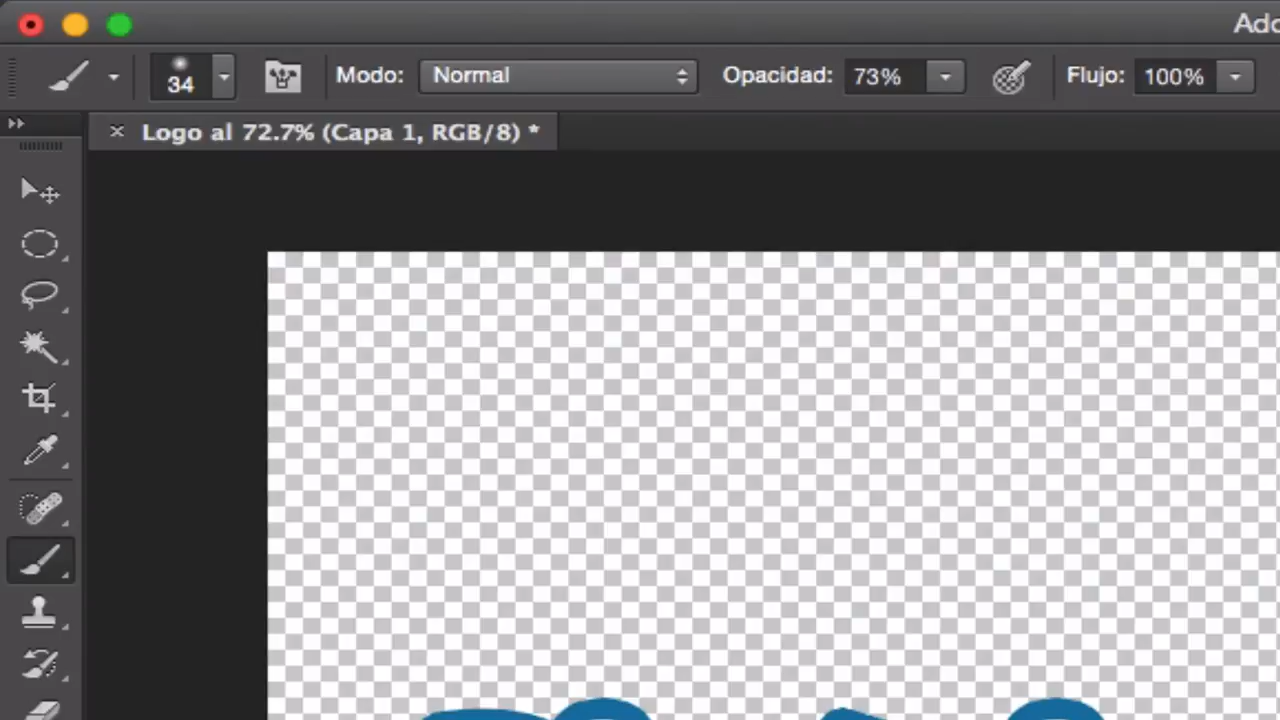 Ado
34 Modo: Normal Opacidad: 73% Flujo: 100%
Logo al 72.7% (Capa 1, RGB/8) *